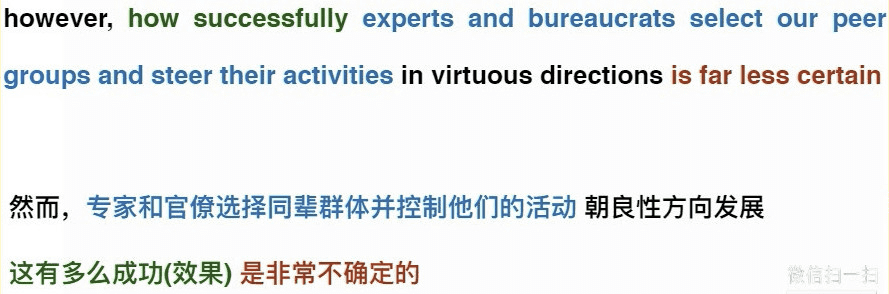 however, how successfully experts and bureaucrats select our peer
groups and steer their activities in virtuous directions is far less certain
然而，专家和官僚选择同辈群体并控制他们的活动 朝良性方向发展
这有多么成功(效果) 是非常不确定的
微信扫一扫